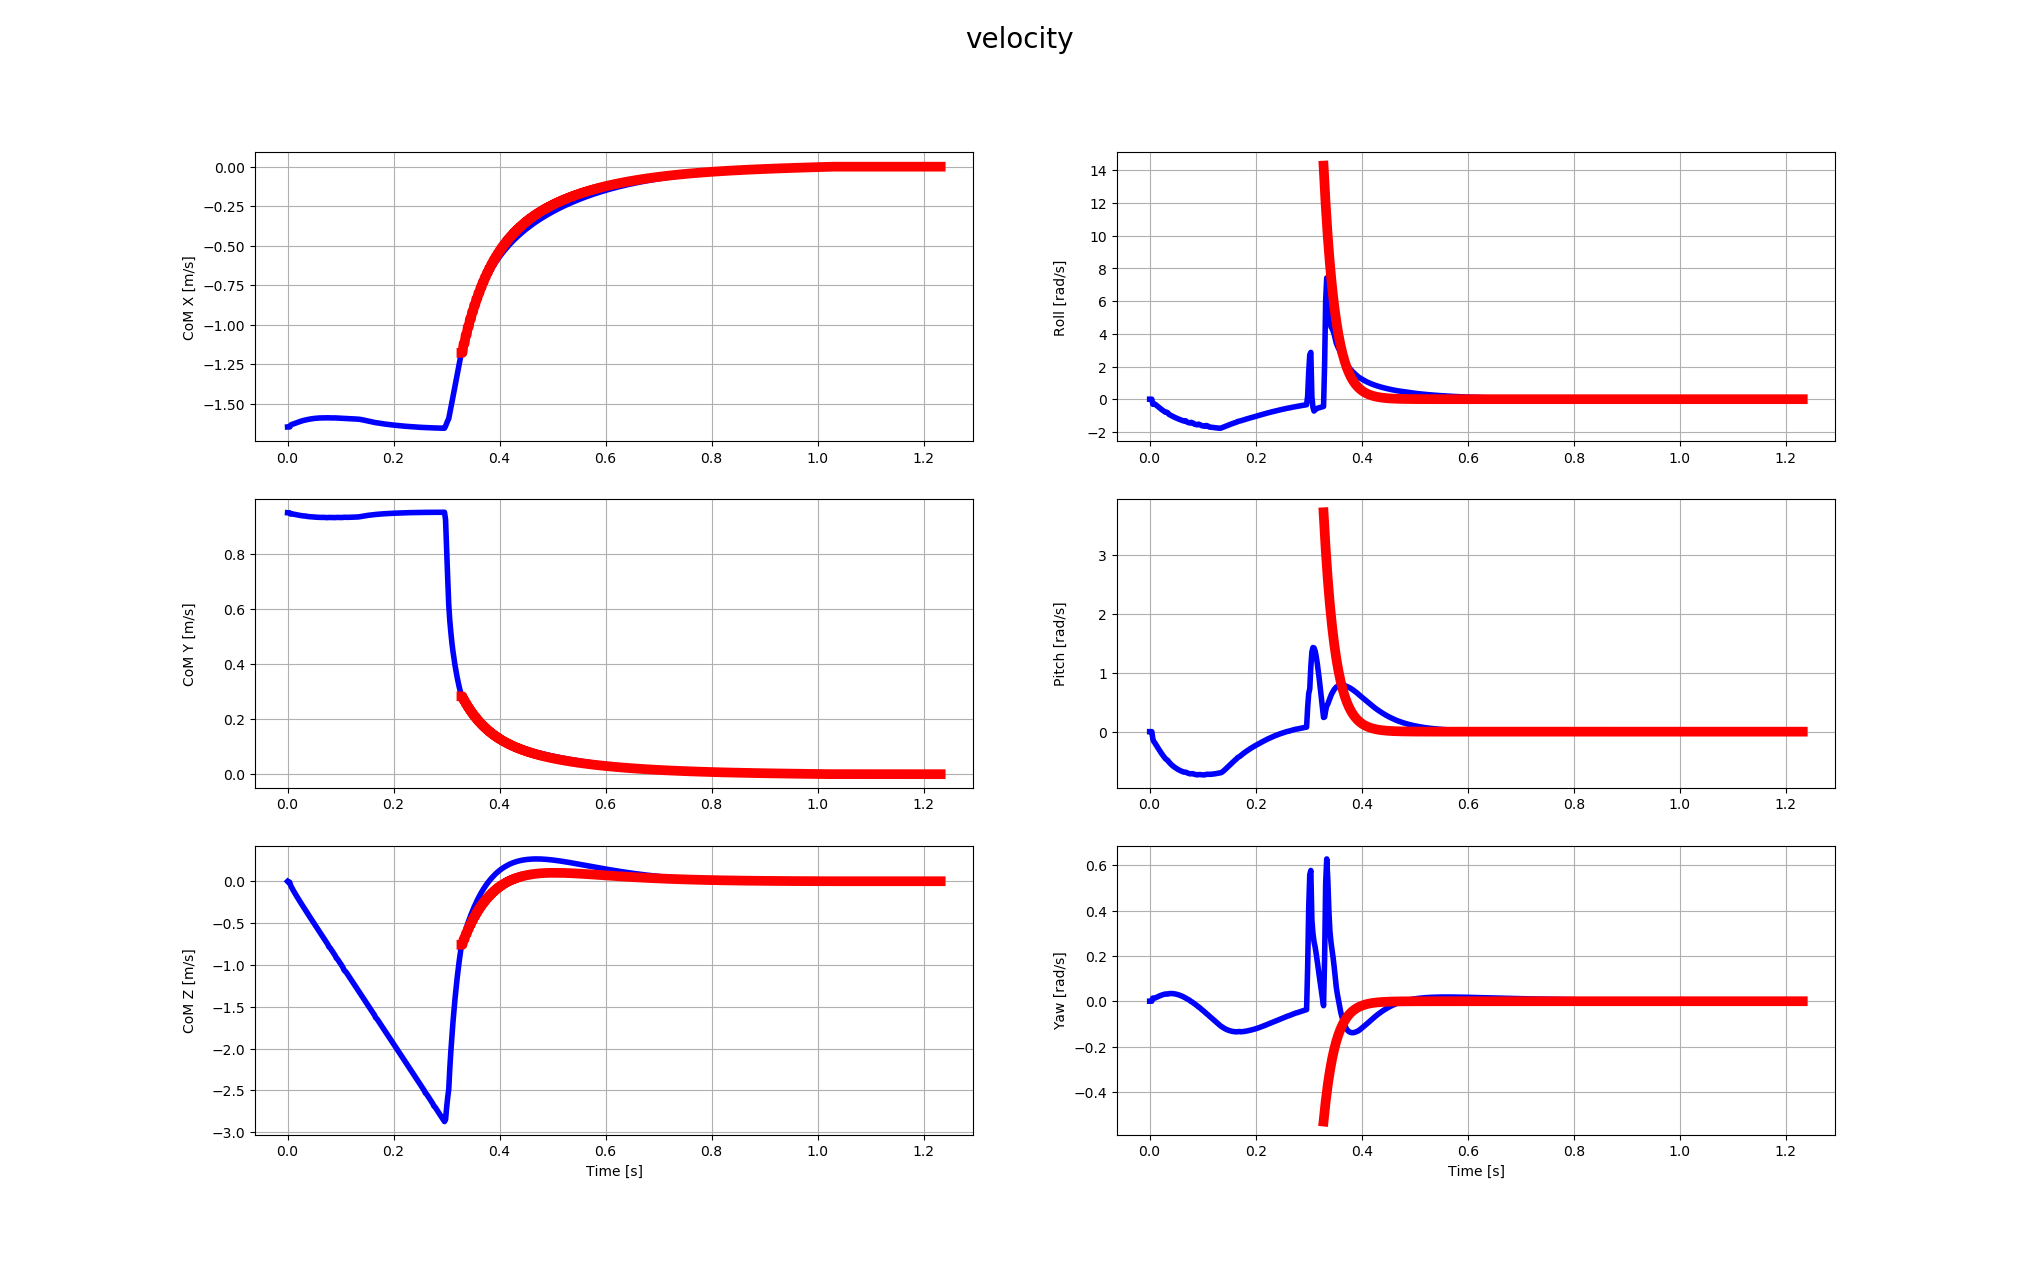 velocity
CoM X [m/s]
0.00
−0.25
−0.50
−0.75
−1.00
−1.25
−1.50
0.0 0.2 0.4 0.6 0.8 1.0 1.2
Roll [rad/s]
14
12
10
8
6
4
2
0
−2
0.0 0.2 0.4 0.6 0.8 1.0 1.2
CoM Y [m/s]
0.8
0.6
0.4
0.2
0.0
0.0 0.2 0.4 0.6 0.8 1.0 1.2
Pitch [rad/s]
3
2
1
0
0.0 0.2 0.4 0.6 0.8 1.0 1.2
CoM Z [m/s]
0.0
−0.5
−1.0
−1.5
−2.0
−2.5
−3.0
0.0 0.2 0.4 0.6 0.8 1.0 1.2
Time [s]
Yaw [rad/s]
0.6
0.4
0.2
0.0
−0.2
−0.4
0.0 0.2 0.4 0.6 0.8 1.0 1.2
Time [s]